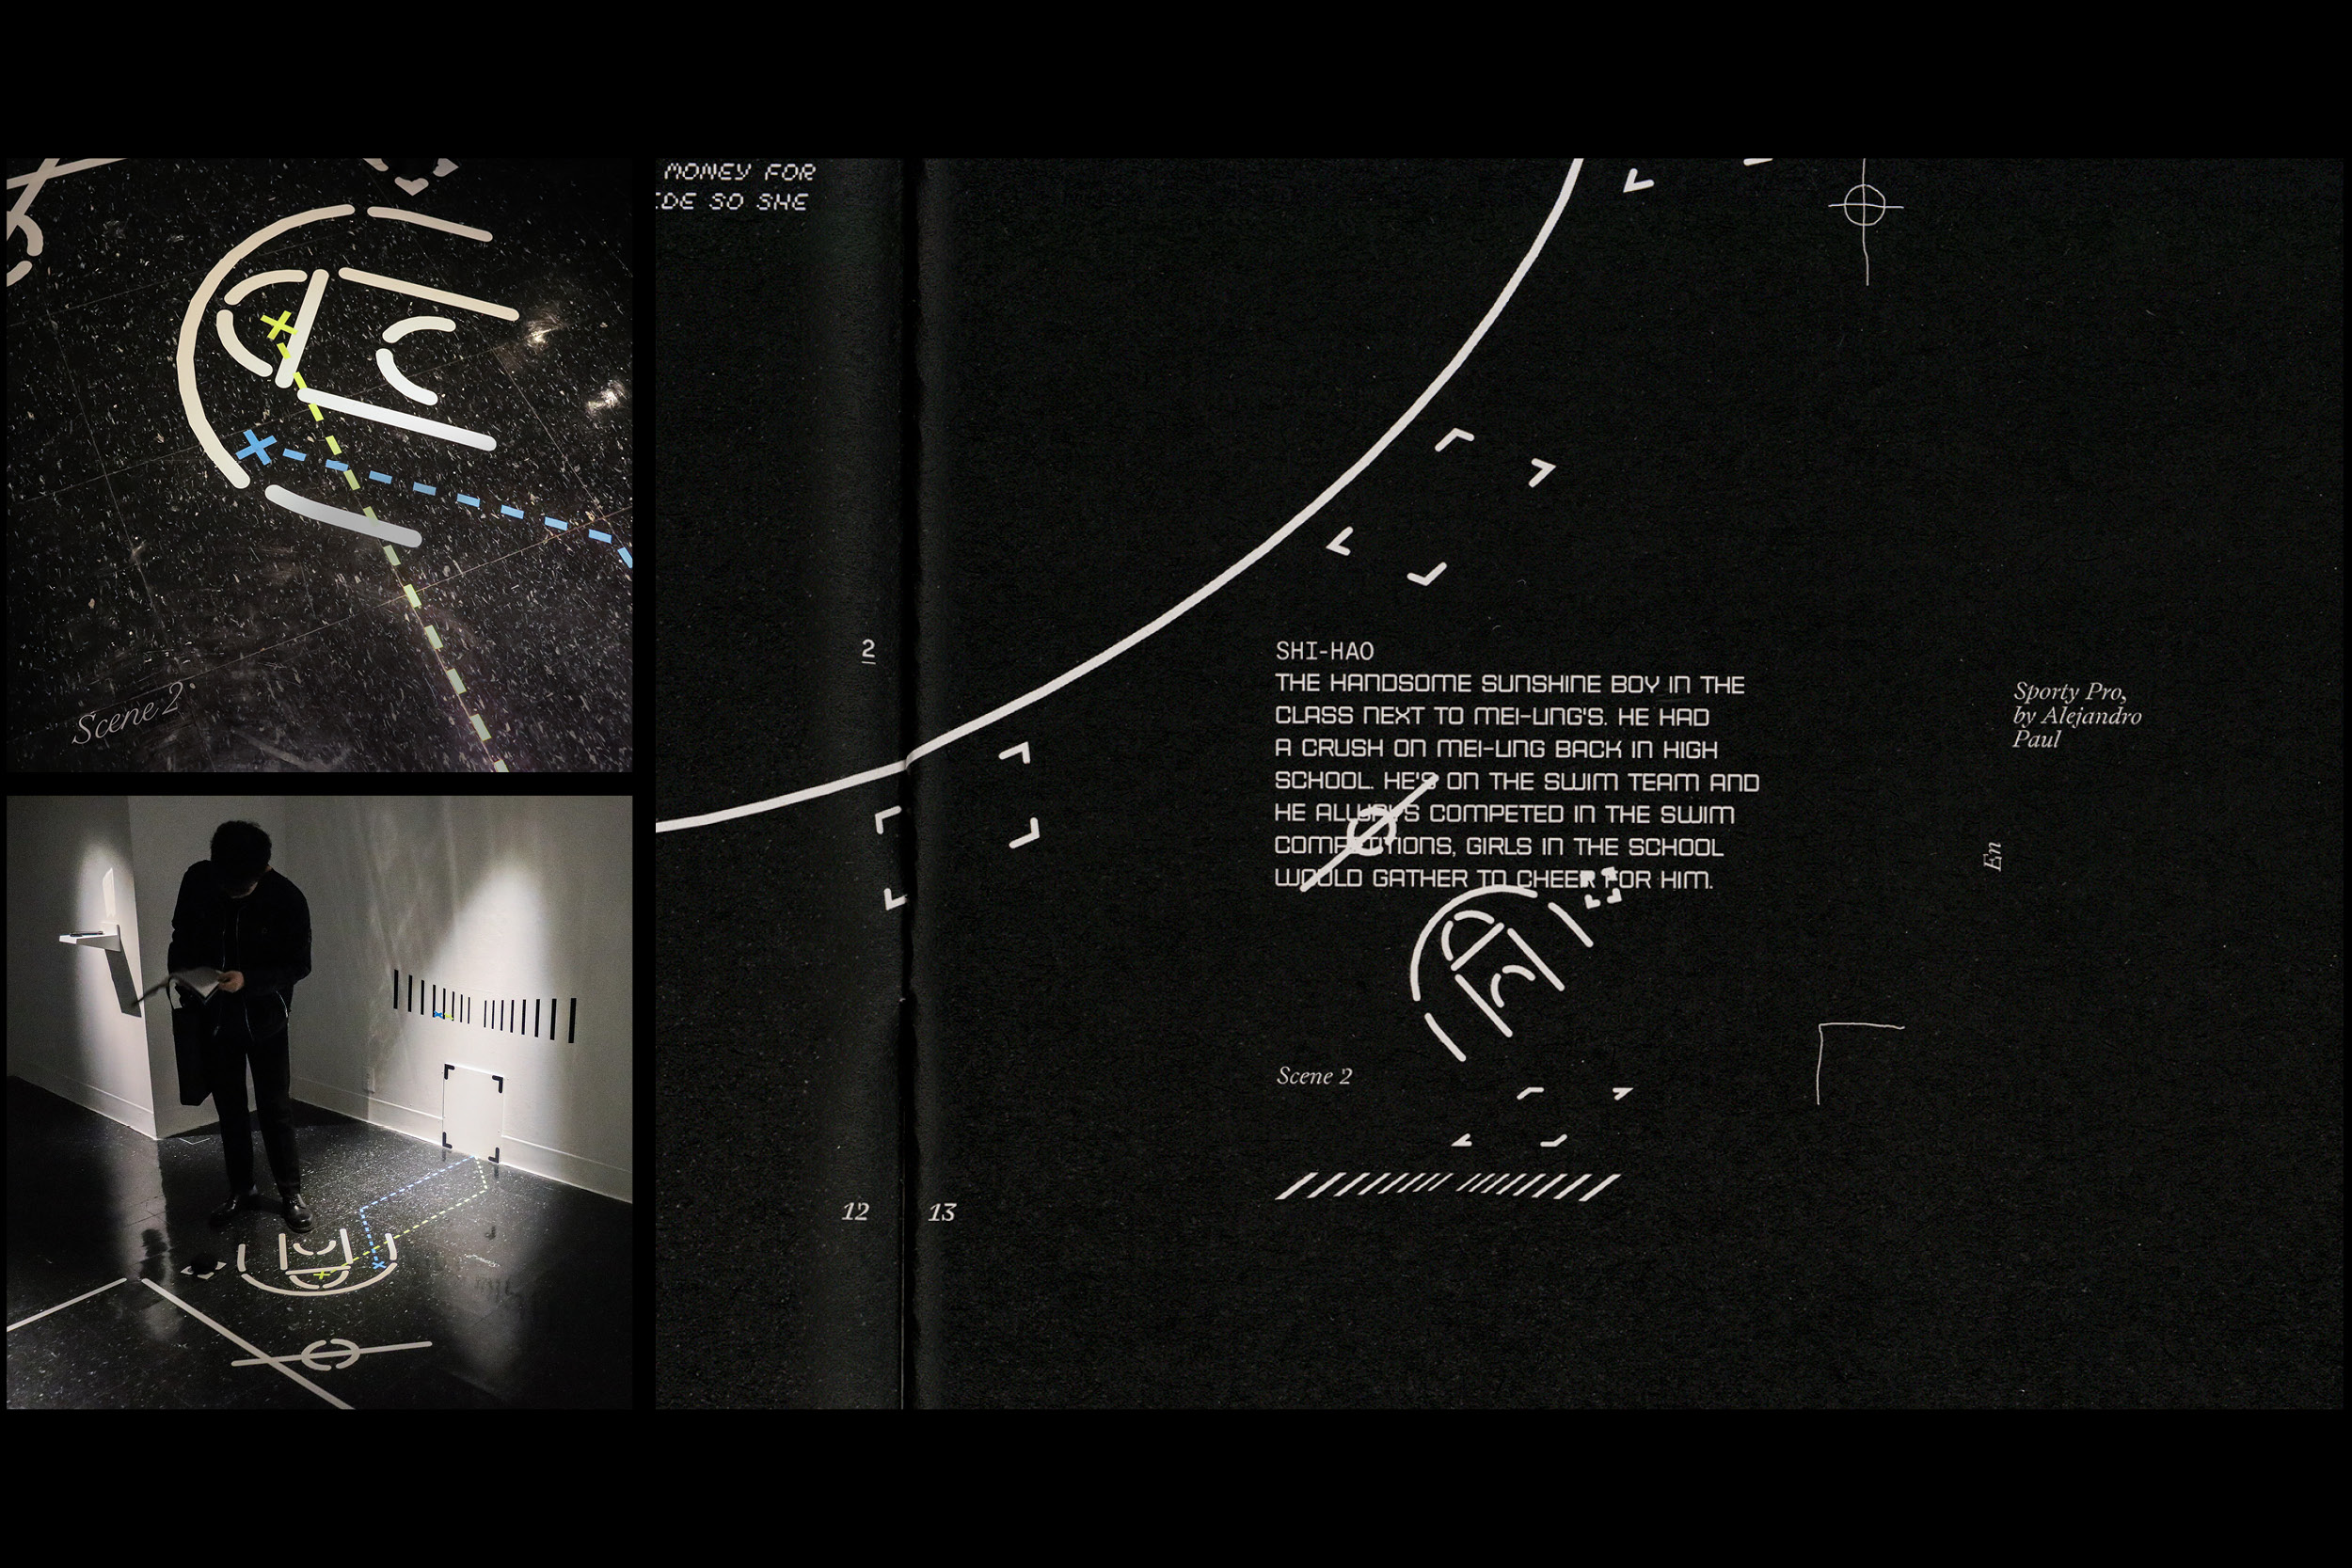 Scene 2
MONEY FOR
SO SHE
2
12
13
SHI-HAO
THE HANDSOME SUNSHINE BOY IN THE
CLASS NEXT TO MEI-LING'S. HE HAD
A CRUSH ON MEI-LING BACK IN HIGH
SCHOOL. HE'S ON THE SWIM TEAM AND
HE ALWAYS COMPETED IN THE SWIM
COMPETITIONS, GIRLS IN THE SCHOOL
WOULD GATHER TO CHEER FOR HIM.
Scene 2
Sporty Pro,
by Alejandro
Paul
En